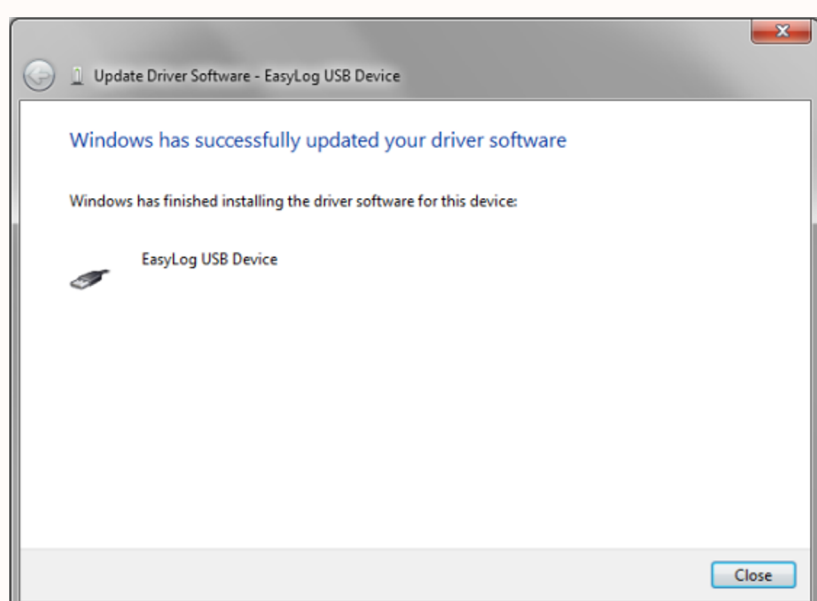 Update Driver Software - EasyLog USB Device
Windows has successfully updated your driver software
Windows has finished installing the driver software for this device:
EasyLog USB Device
Close